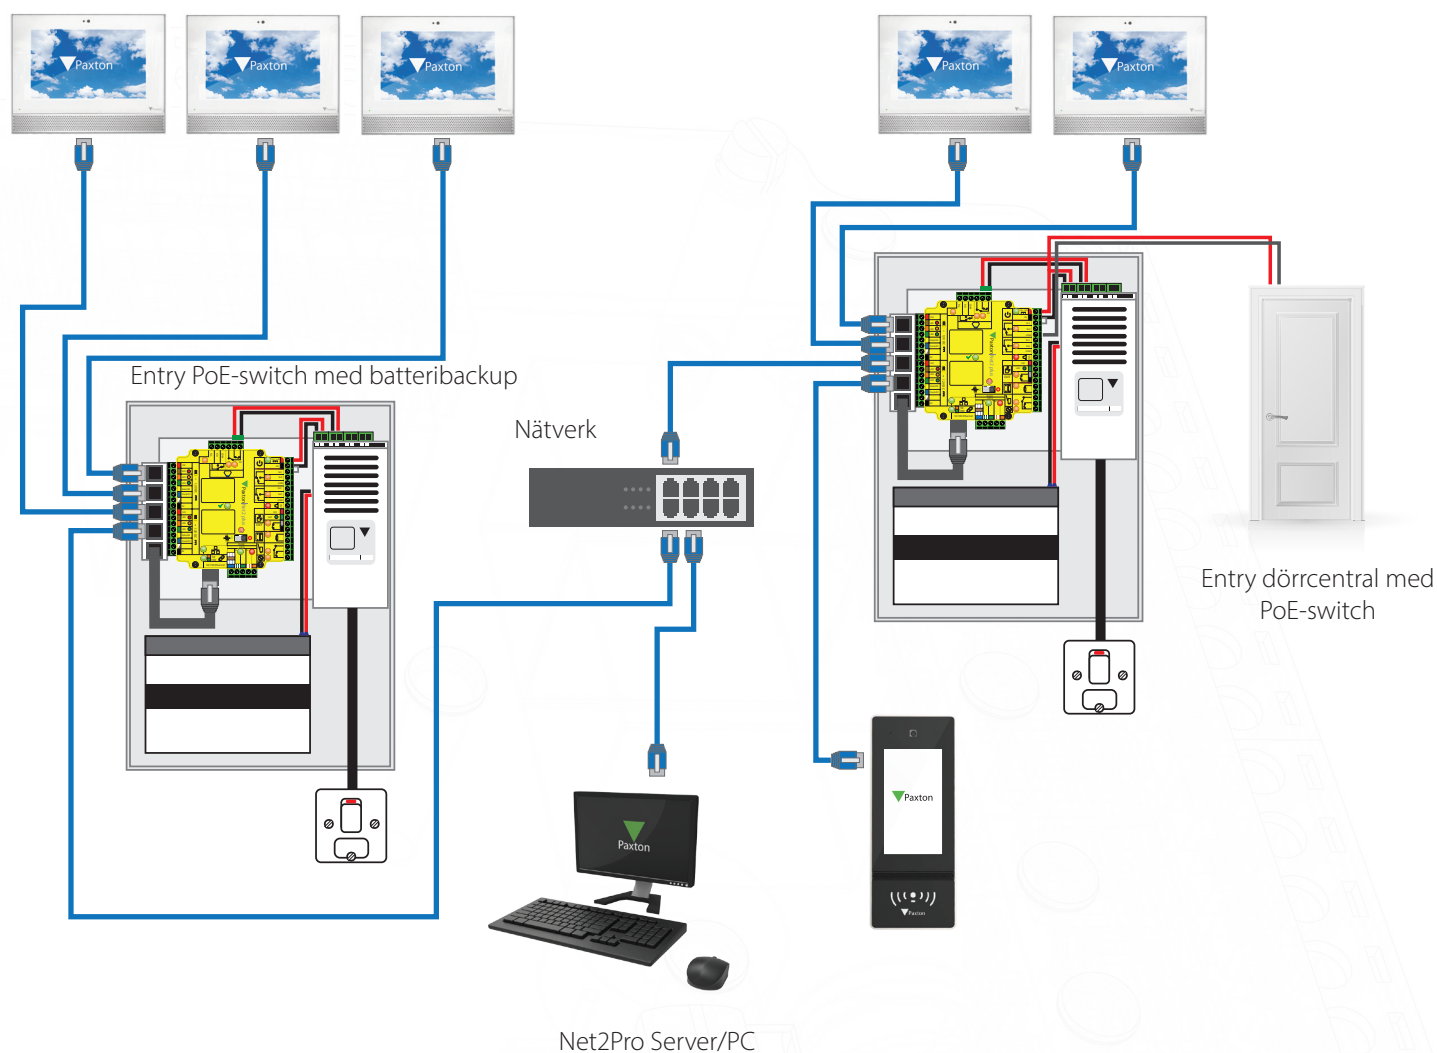 Paxton
Paxton
Paxton
Paxton
Paxton
Entry PoE-switch med batteribackup
Nätverk
Entry dörrcentral med
PoE-switch
Paxton
Paxton
Paxton
Net2Pro Server/PC